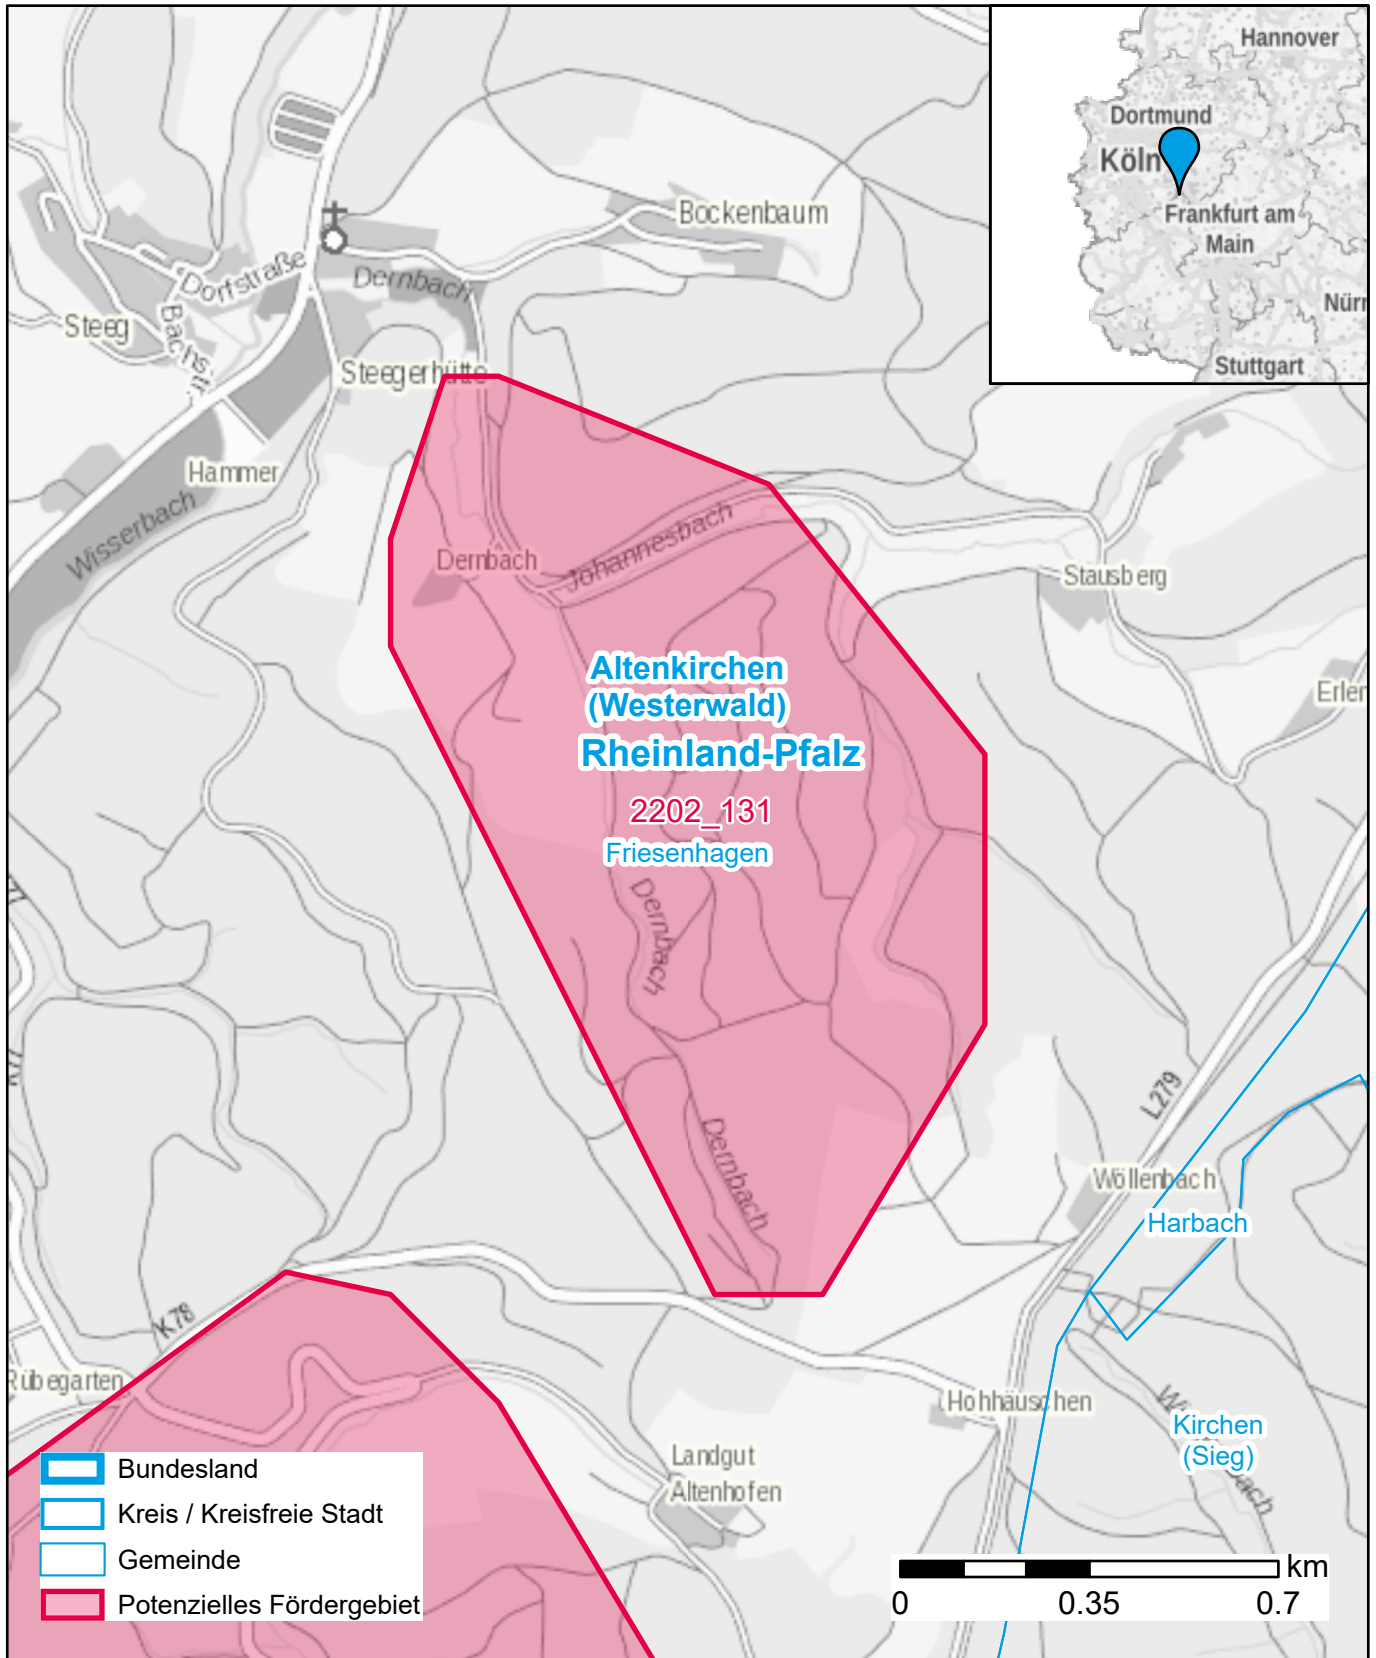 Hannover
Dortmund
Köln
Frankfurt am
Main
Stuttgart
Bockenbaum
Dorfstraße
Dernbach
Steeg
Bachstr.
Steegerhütte
Hammer
Wisserbach
Dernbach
Johannesbach
Stausberg
Altenkirchen
(Westerwald)
Rheinland-Pfalz
2202_131
Friesenhagen
Dernbach
L279
Dernbach
Wöllenbach
Harbach
K78
Rübegarten
Hohhäuschen
Kirchen
(Sieg)
Landgut
Altenhofen
Bundesland
Kreis / Kreisfreie Stadt
Gemeinde
Potenzielles Fördergebiet
km
0 0.35 0.7